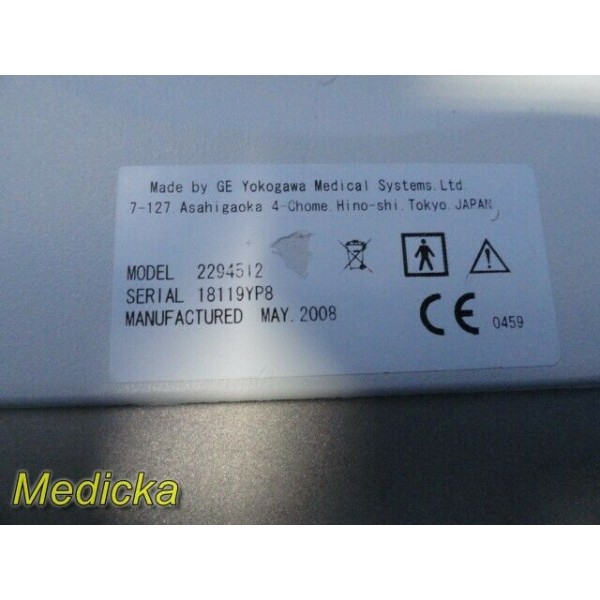 Made by GE Yokogawa Medical Systems.Ltd.
7-127.Asahigaoka 4-Chome.Hino-shi.Tokyo.JAPAN
MODEL 2294512
SERIAL 18119YP8
MANUFACTURED MAY.2008
CE 0459
Medicka